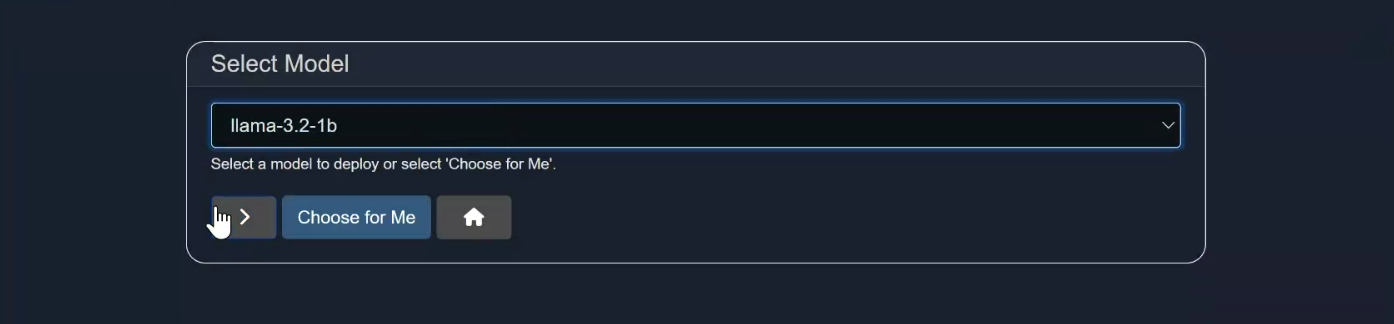 Select Model
llama-3.2-1b
Select a model to deploy or select 'Choose for Me'.
Choose for Me